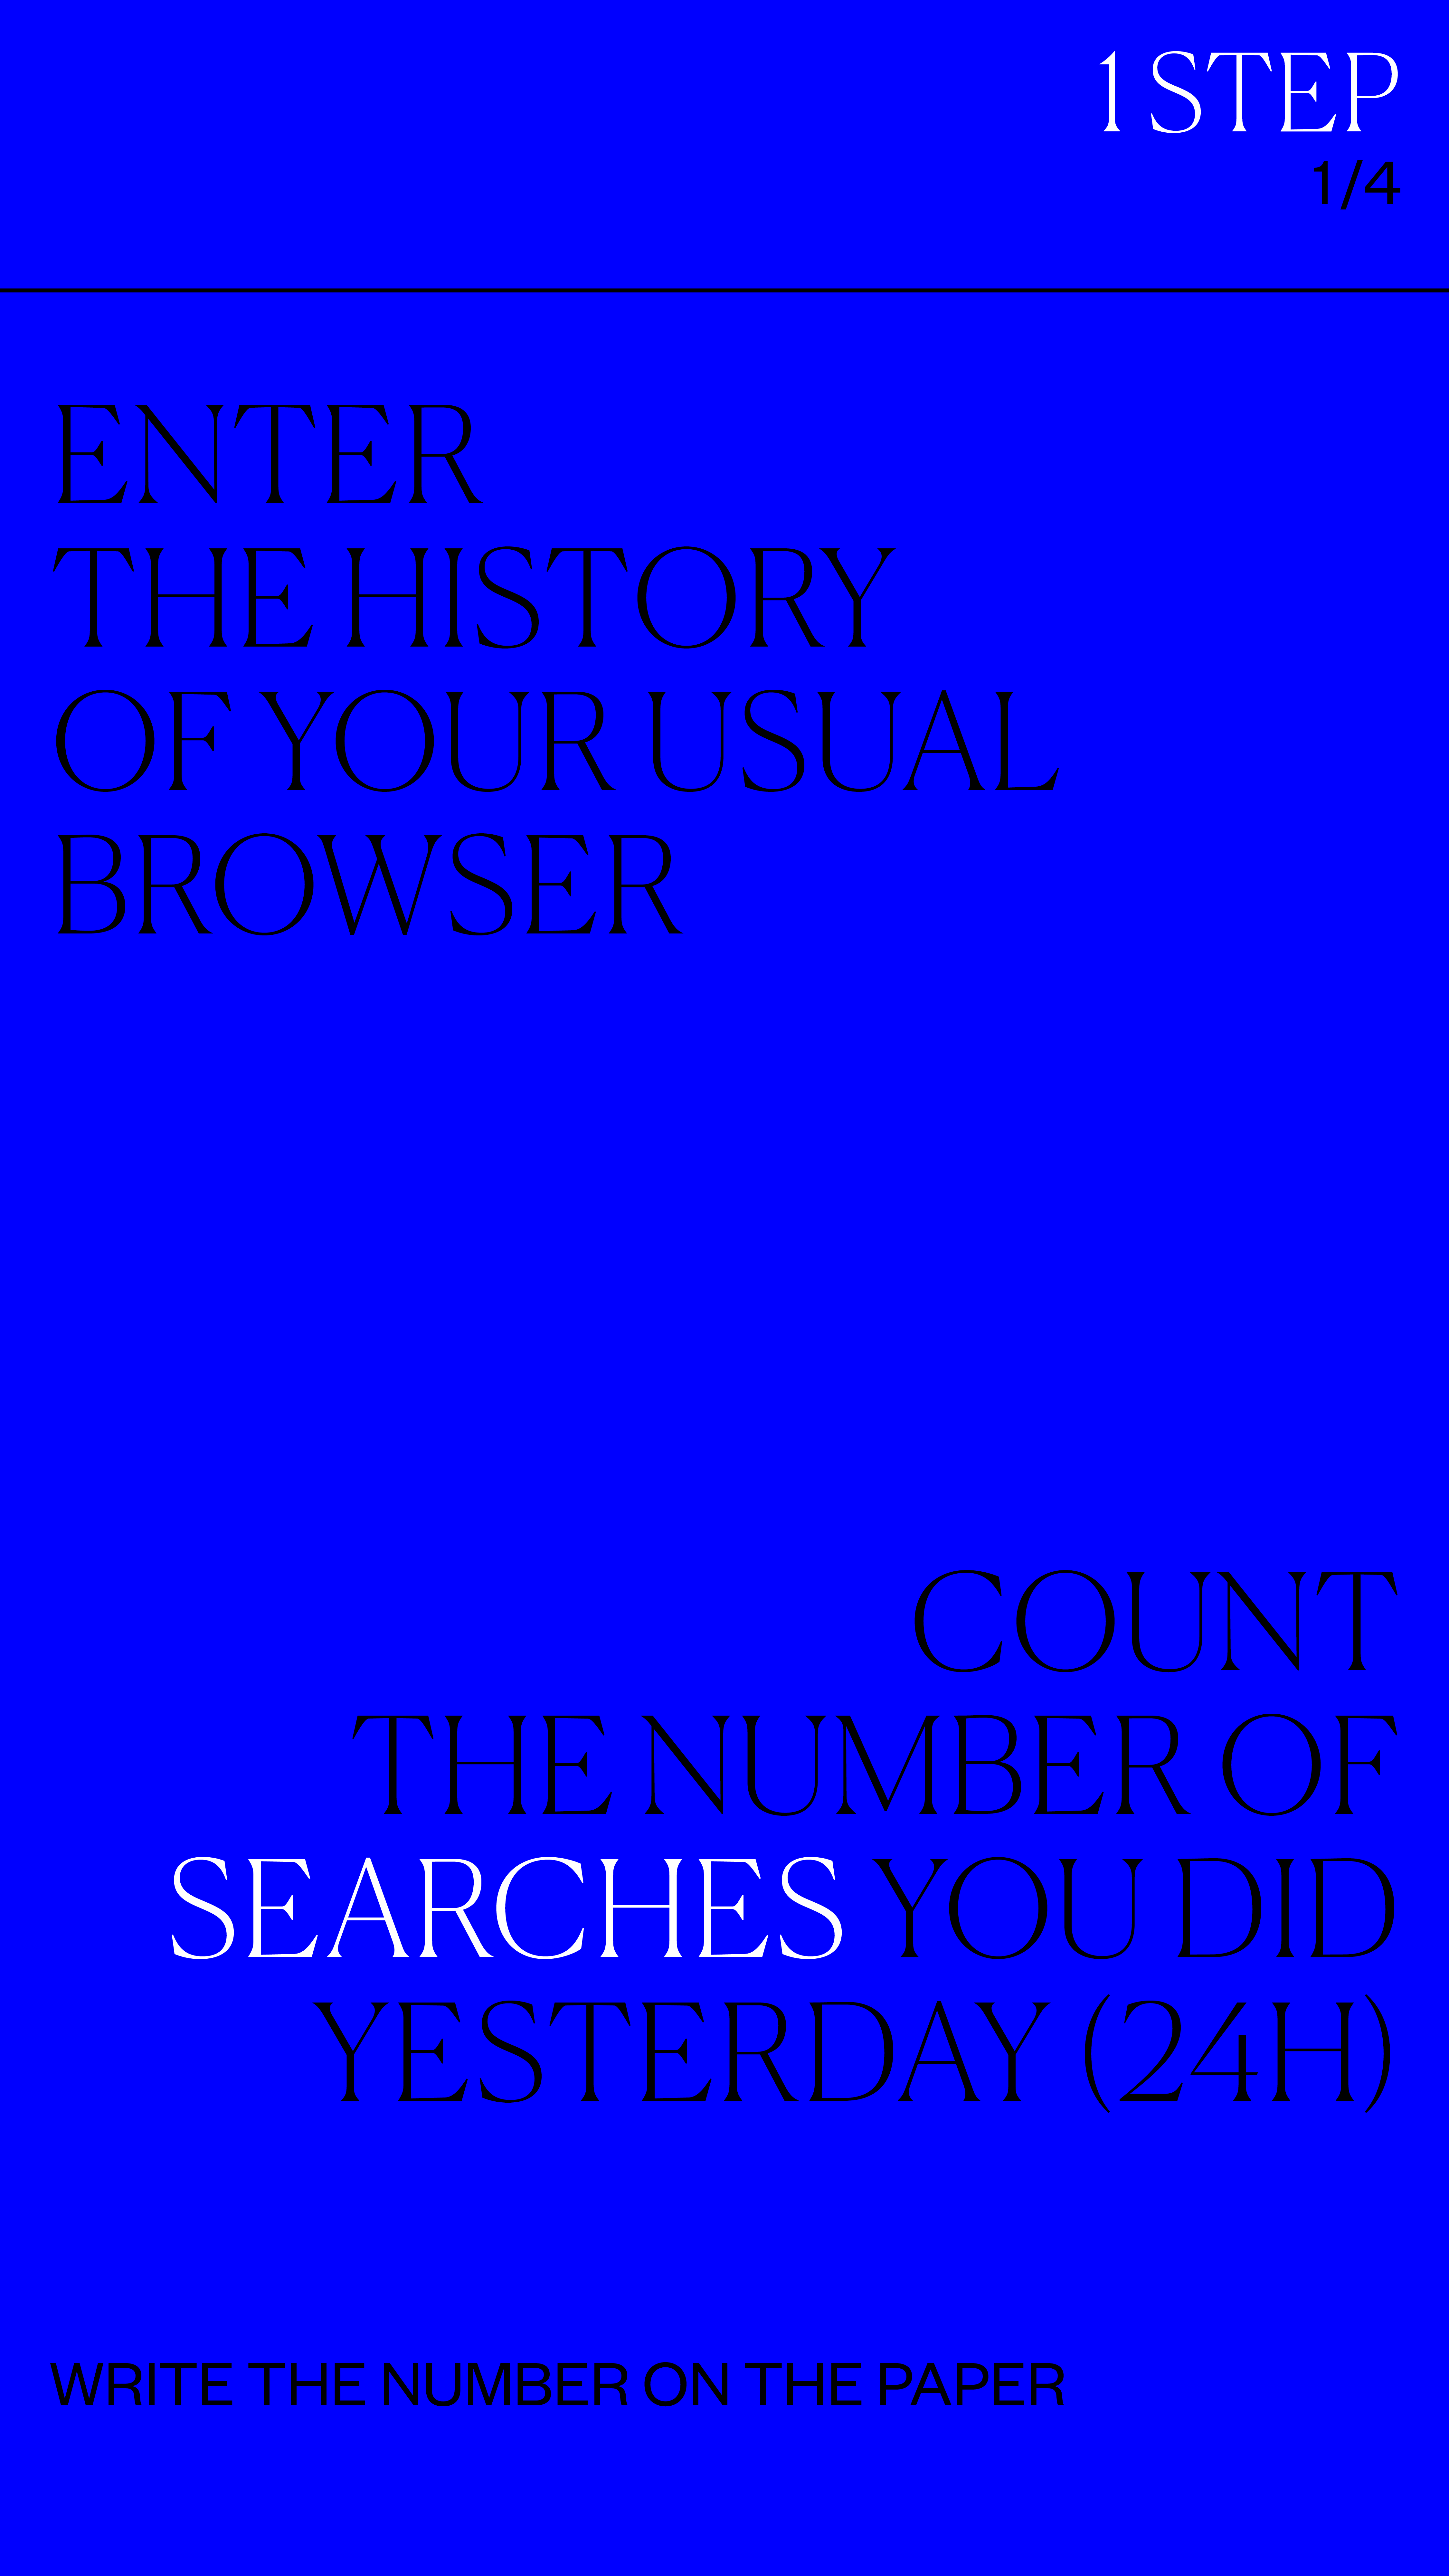 1 STEP
1/4
ENTER
THE HISTORY
OF YOUR USUAL
BROWSER
COUNT
THE NUMBER OF
SEARCHES YOU DID
YESTERDAY (24H)
WRITE THE NUMBER ON THE PAPER